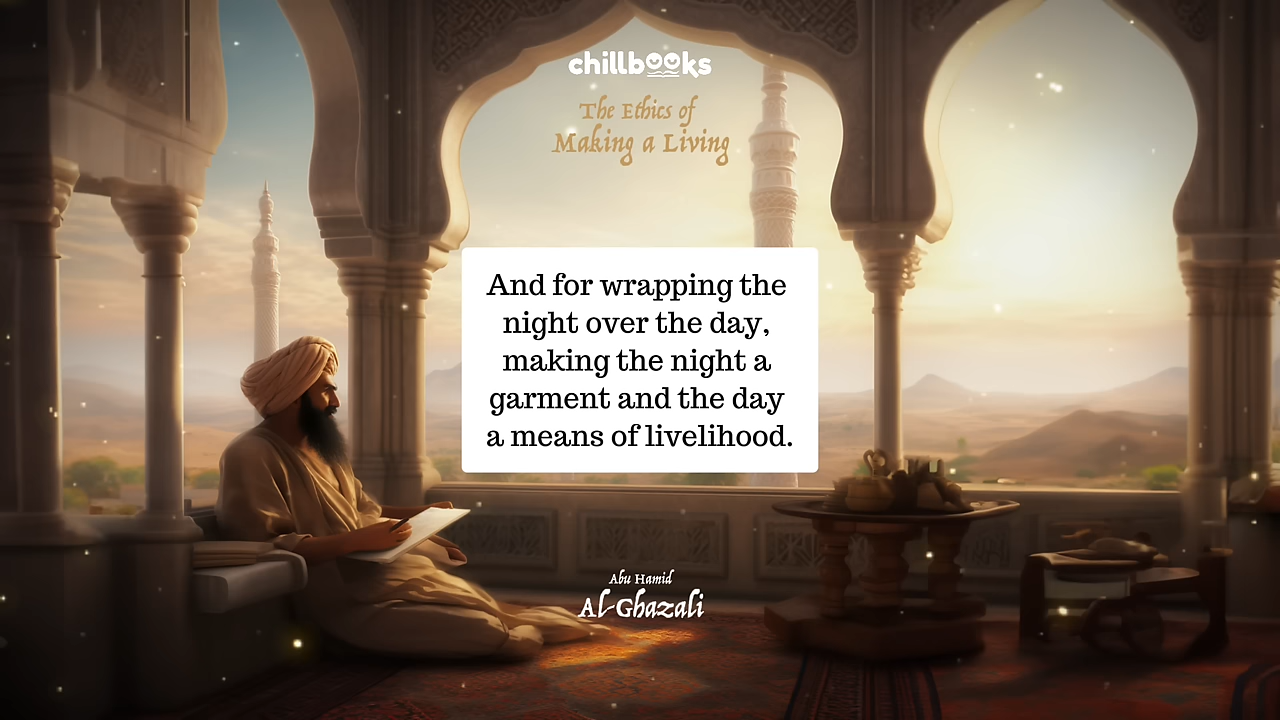 chillbooks
The Ethics of
Making a Living
And for wrapping the
night over the day,
making the night a
garment and the day
a means of livelihood.
Abu Hamid
Al-Ghazali